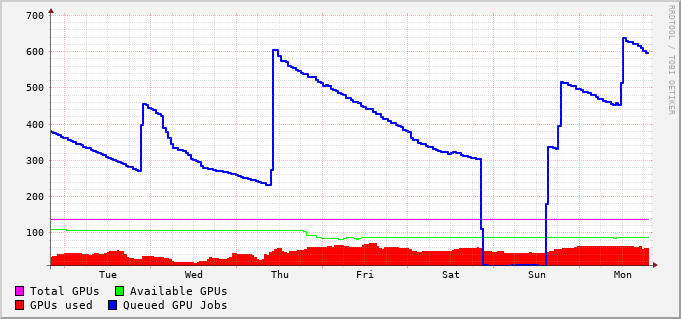 700
600
500
400
300
200
100
Tue Wed Thu Fri Sat Sun Mon
Total GPUs Available GPUs
GPUs used Queued GPU Jobs
RRDTOOL / TOBI OETIKER